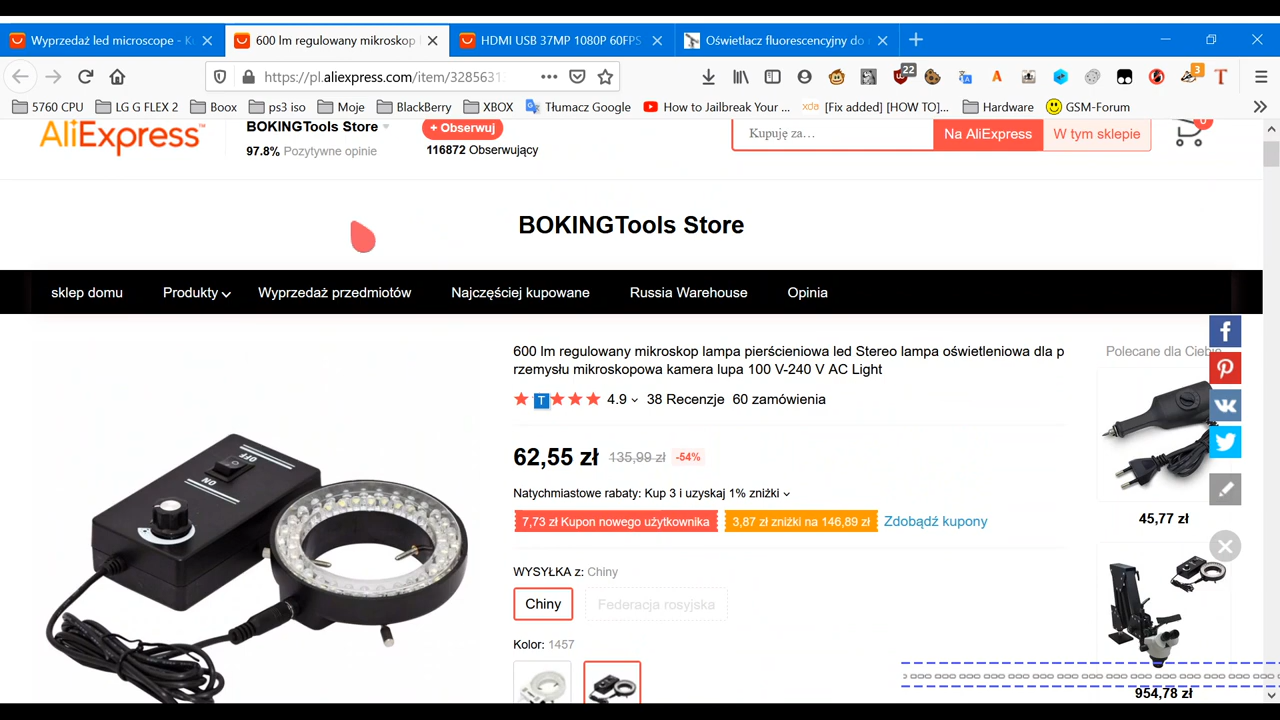 Wyprzedaż led microscope - K
600 lm regulowany mikroskop l
HDMI USB 37MP 1080P 60FPS
Oświetlacz fluorescencyjny do
https://pl.aliexpress.com/item/3285631
22
A
3
T
5760 CPU
LG G FLEX 2
Boox
ps3 iso
Moje
BlackBerry
XBOX
Tłumacz Google
How to Jailbreak Your ...
xda
[Fix added] [HOW TO]...
Hardware
GSM-Forum
AliExpress™
BOKINGTools Store
+ Obserwuj
97.8% Pozytywne opinie
116872 Obserwujący
Kupuję za...
Na AliExpress
W tym sklepie
0
BOKINGTools Store
sklep domu
Produkty
Wyprzedaż przedmiotów
Najczęściej kupowane
Russia Warehouse
Opinia
600 lm regulowany mikroskop lampa pierścieniowa led Stereo lampa oświetleniowa dla p
rzemysłu mikroskopowa kamera lupa 100 V-240 V AC Light
T
4.9
38 Recenzje
60 zamówienia
62,55 zł
135,99 zł
-54%
Natychmiastowe rabaty: Kup 3 i uzyskaj 1% zniżki
7,73 zł Kupon nowego użytkownika
3,87 zł zniżki na 146,89 zł
Zdobądź kupony
WYSYŁKA z: Chiny
Chiny
Federacja rosyjska
Kolor: 1457
OFF
ON
Polecane dla Ciebie
45,77 zł
954,78 zł